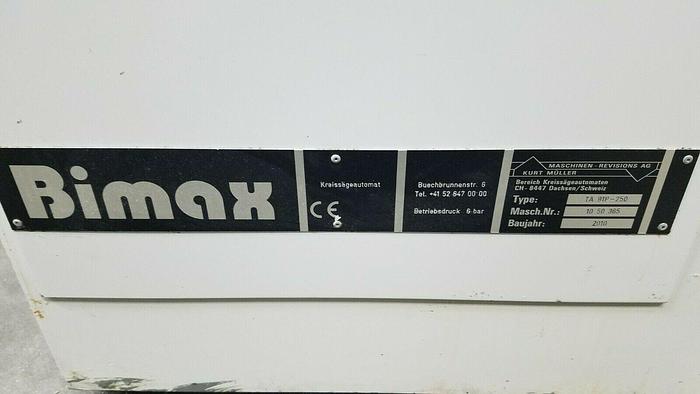 Bimax
Kreissägeautomat
CE
Buechbrunnenstr. 6
Tel. +41 52 647 00 00
Betriebsdruck 6 bar
MASCHINEN-REVISIONS AG
KURT MÜLLER
Bereich Kreissägeautomaten
CH-8447 Dachsen/Schweiz
Type: TA 91P-250
Masch.Nr.: 10 50 365
Baujahr: 2010